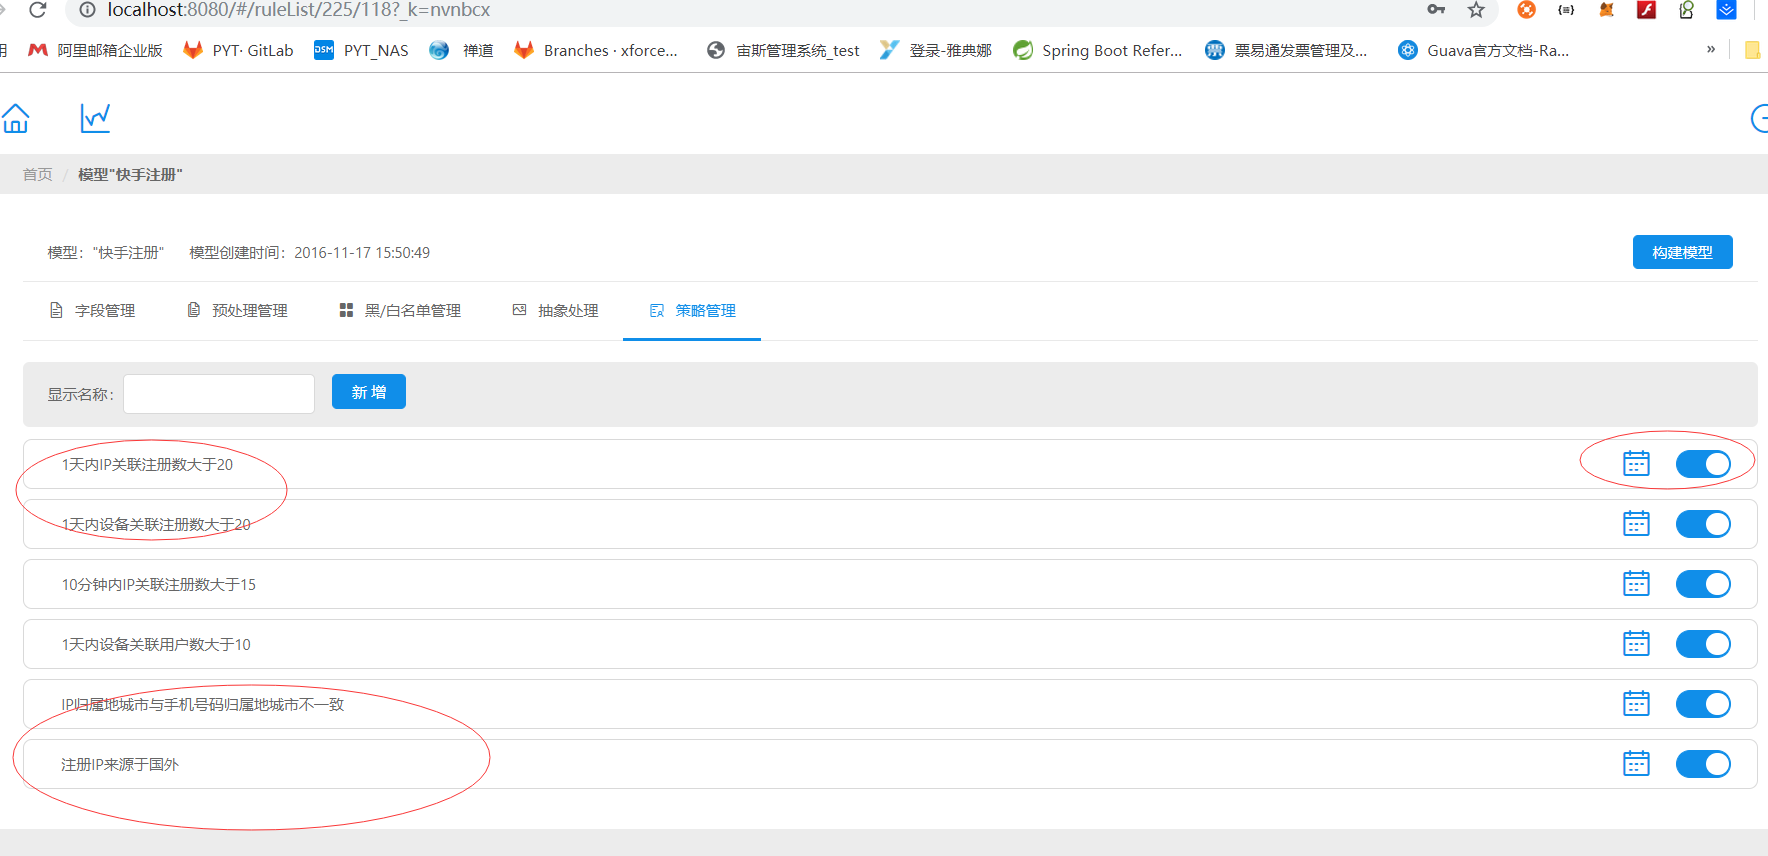 localhost:8080/#/ruleList/225/118?_k=nvnbcx
用 阿里邮箱企业版 PYT· GitLab DSM PYT_NAS 禅道 Branches · xforce... 宙斯管理系统_test 登录-雅典娜 Spring Boot Refer... 票易通发票管理及... Guava官方文档-Ra... »
首页 / 模型"快手注册"
模型："快手注册" 模型创建时间：2016-11-17 15:50:49 构建模型
字段管理 预处理管理 黑/白名单管理 抽象处理 策略管理
显示名称： 新 增
1天内IP关联注册数大于20
1天内设备关联注册数大于20
10分钟内IP关联注册数大于15
1天内设备关联用户数大于10
IP归属地城市与手机号码归属地城市不一致
注册IP来源于国外